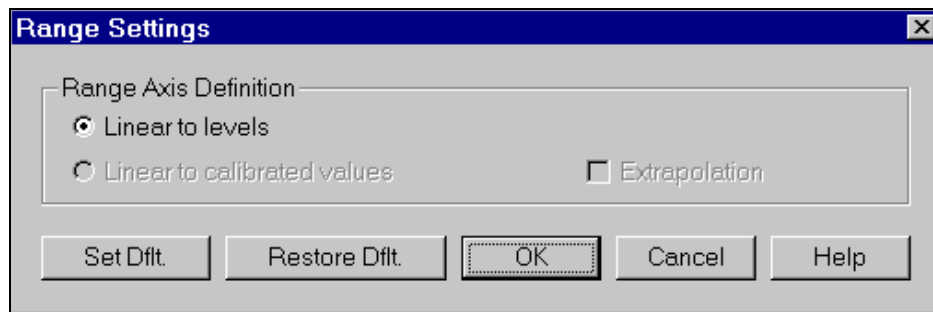 Range Settings
Range Axis Definition
Linear to levels
Linear to calibrated values Extrapolation
Set Dflt. Restore Dflt. OK Cancel Help